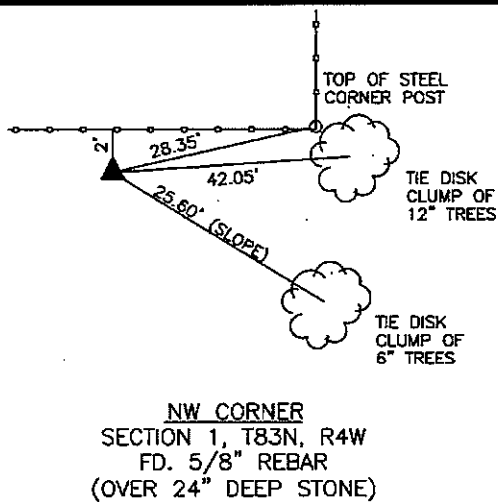 TOP OF STEEL
CORNER POST
2'
28.35'
42.05'
TIE DISK
CLUMP OF
12" TREES
25.60' (SLOPE)
TIE DISK
CLUMP OF
6" TREES
NW CORNER
SECTION 1, T83N, R4W
FD. 5/8" REBAR
(OVER 24" DEEP STONE)